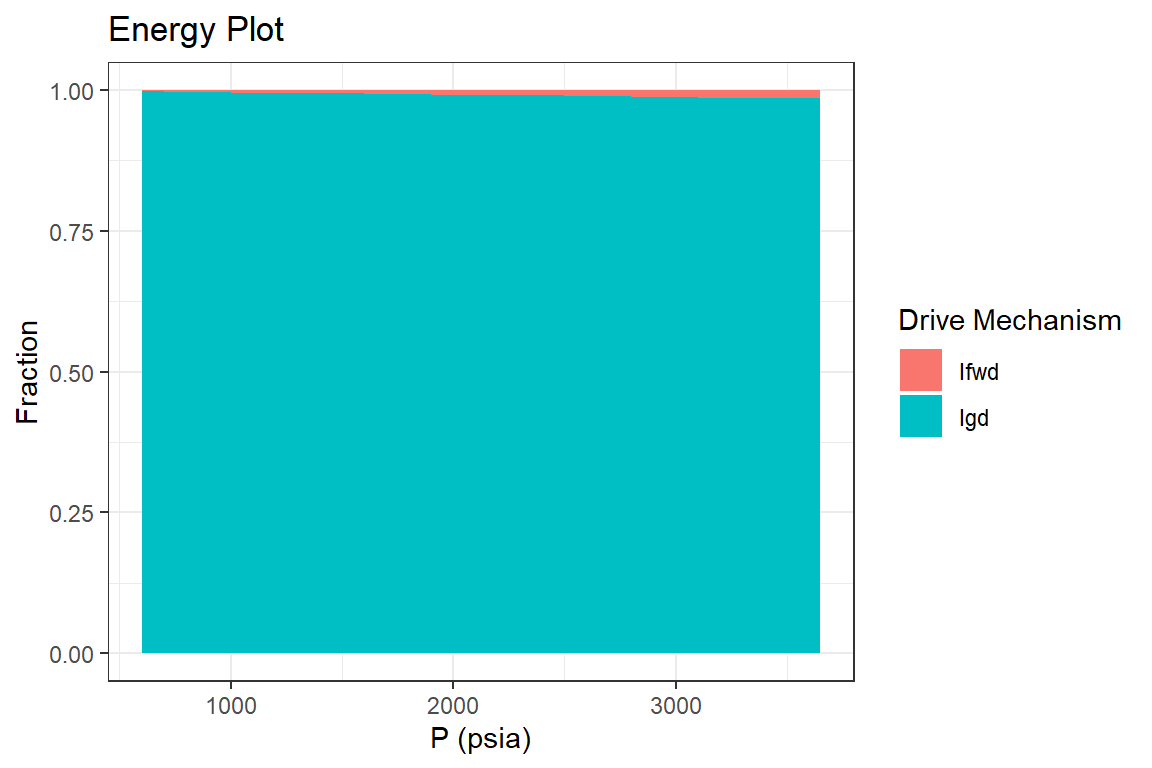 Energy Plot
1.00
0.75
0.50
0.25
0.00
Fraction
1000
2000
3000
P (psia)
Drive Mechanism
Ifwd
Igd